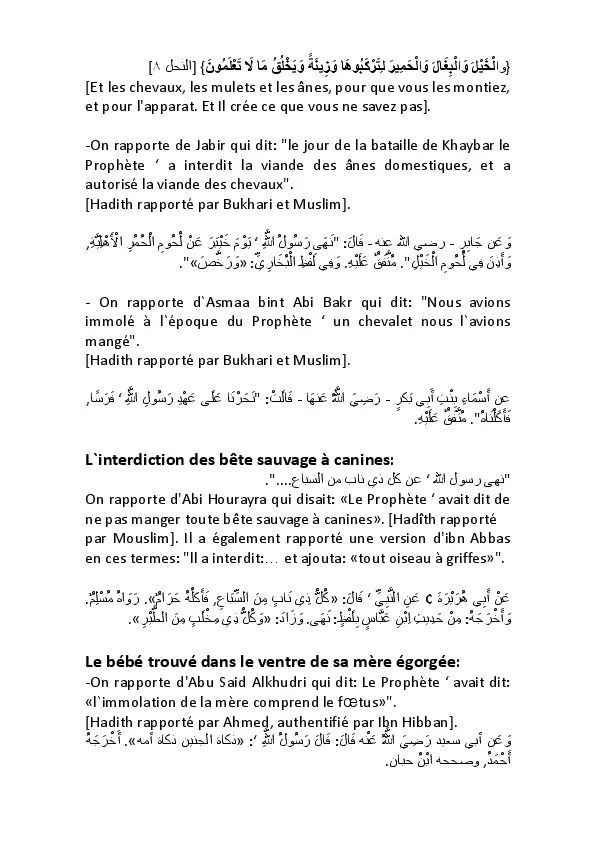 {والْخَيْلَ وَالْبِغَالَ وَالْحَمِيرَ لِتَرْكَبُوهَا وَزِينَةً وَيَخْلُقُ مَا لَا تَعْلَمُونَ} [النحل ٨]
[Et les chevaux, les mulets et les ânes, pour que vous les montiez,
et pour l'apparat. Et Il crée ce que vous ne savez pas].
-On rapporte de Jabir qui dit: "le jour de la bataille de Khaybar le
Prophète ‘ a interdit la viande des ânes domestiques, et a
autorisé la viande des chevaux".
[Hadith rapporté par Bukhari et Muslim].
وَعَن جَابِرٍ - رضي الله عنه - قَالَ: "نَهَى رَسُولُ اللَّهِ ‘ يَوْمَ خَيْبَرَ عَنْ لُحُومِ الْحُمُرِ الْأَهْلِيَّةِ,
وَأَذِنَ فِي لُحُومِ الْخَيْلِ". مُتَّفَقٌ عَلَيْهِ. وَفِي لَفْظِ الْبُخَارِيِّ: «وَرَخَّصَ»".
- On rapporte d`Asmaa bint Abi Bakr qui dit: "Nous avions
immolé à l`époque du Prophète ‘ un chevalet nous l`avions
mangé".
[Hadith rapporté par Bukhari et Muslim].
عن أَسْمَاءِ بِنْتِ أَبِي بَكرٍ - رَضِيَ اللَّهُ عَنهَا - قَالَتْ: "نَحَرْنَا عَلَى عَهْدِ رَسُولِ اللَّهِ ‘ فَرَسًا,
فَأَكَلْنَاهُ". مُتَّفَقٌ عَلَيْهِ.
L`interdiction des bête sauvage à canines:
"نهى رسول الله ‘ عن كل ذي ناب من السباع....".
On rapporte d'Abi Hourayra qui disait: «Le Prophète ‘ avait dit de
ne pas manger toute bête sauvage à canines». [Hadîth rapporté
par Mouslim]. Il a également rapporté une version d'ibn Abbas
en ces termes: "Il a interdit:… et ajouta: «tout oiseau à griffes»".
عَنْ أَبِي هُرَيْرَةَ ¢ عَنِ النَّبِيِّ ‘ قَالَ: «كُلُّ ذِي نَابٍ مِنَ السِّبَاعِ, فَأَكْلُهُ حَرَامٌ». رَوَاهُ مُسْلِمٌ.
وَأَخْرَجَهُ: مِنْ حَدِيثِ اِبْنِ عَبَّاسٍ بِلَفْظٍ: نَهَى. وَزَادَ: «وَكُلُّ ذِي مِخْلَبٍ مِنَ الطَّيْرِ».
Le bébé trouvé dans le ventre de sa mère égorgée:
-On rapporte d'Abu Said Alkhudri qui dit: Le Prophète ‘ avait dit:
«l`immolation de la mère comprend le fœtus»".
[Hadith rapporté par Ahmed, authentifié par Ibn Hibban].
وَعَن أبي سعيد رَضِيَ اللَّهُ عَنْه قَالَ: قَالَ رَسُولُ اللَّهِ ‘: «ذكاة الجنين ذكاة أمه». أَخْرَجَهُ
أَحْمَدُ, وصححه ابْنُ حبان.